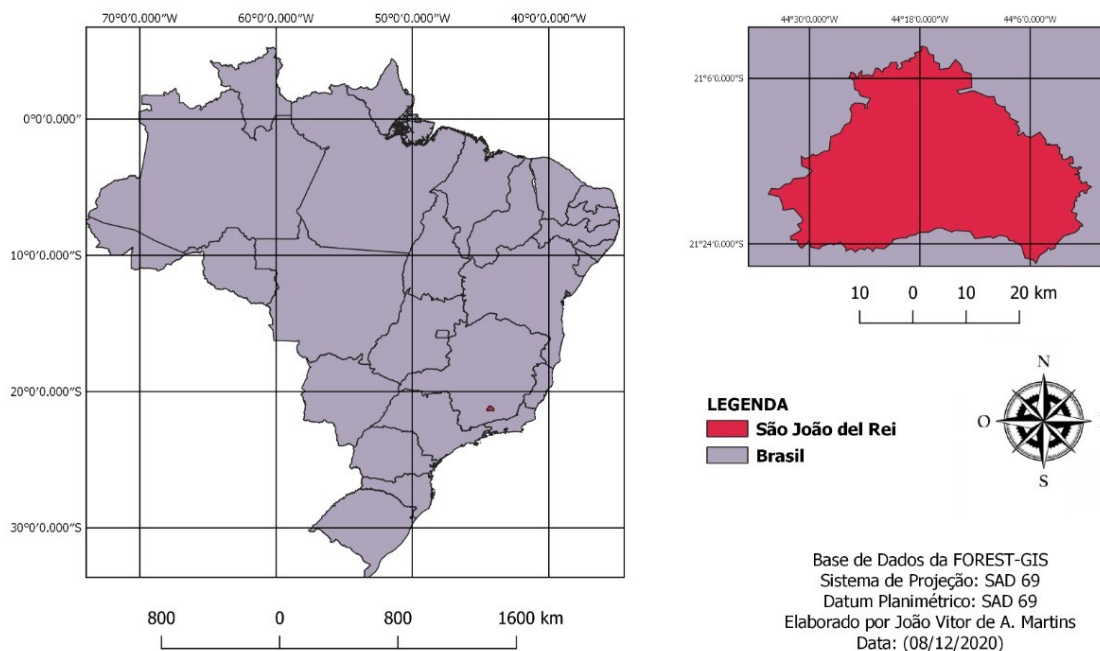 70°0'0.000"W 60°0'0.000"W 50°0'0.000"W 40°0'0.000"W
0°0'0.000"
10°0'0.000"S
20°0'0.000"S
30°0'0.000"S
800 0 800 1600 km
44°30'0.000"W 44°18'0.000"W 44°6'0.000"W
21°6'0.000"S
21°24'0.000"S
10 0 10 20 km
N
O
S
LEGENDA
São João del Rei
Brasil
Base de Dados da FOREST-GIS
Sistema de Projeção: SAD 69
Datum Planimétrico: SAD 69
Elaborado por João Vitor de A. Martins
Data: (08/12/2020)